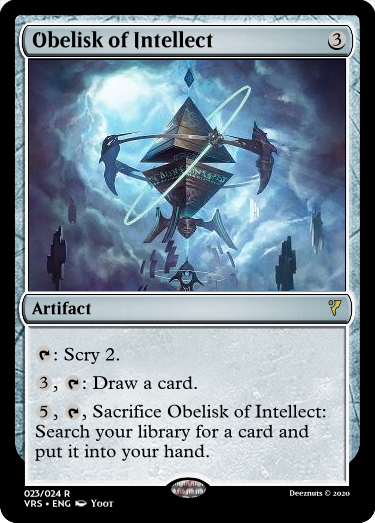 Obelisk of Intellect 3
Artifact
: Scry 2.
3, : Draw a card.
5, , Sacrifice Obelisk of Intellect:
Search your library for a card and
put it into your hand.
023/024 R
VRS • ENG Yoot
Deeznuts © 2020